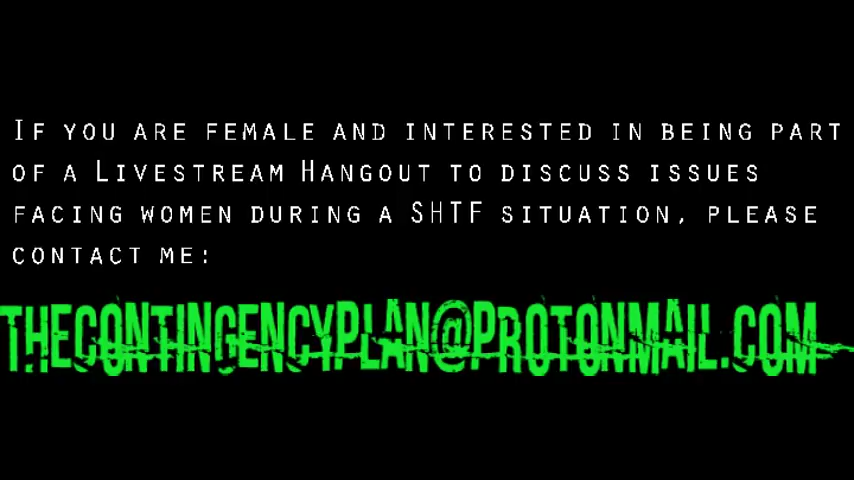 If you are female and interested in being part
of a Livestream Hangout to discuss issues
facing women during a SHTF situation, please
contact me:
THECONTINGENCYPLAN@PROTONMAIL.COM